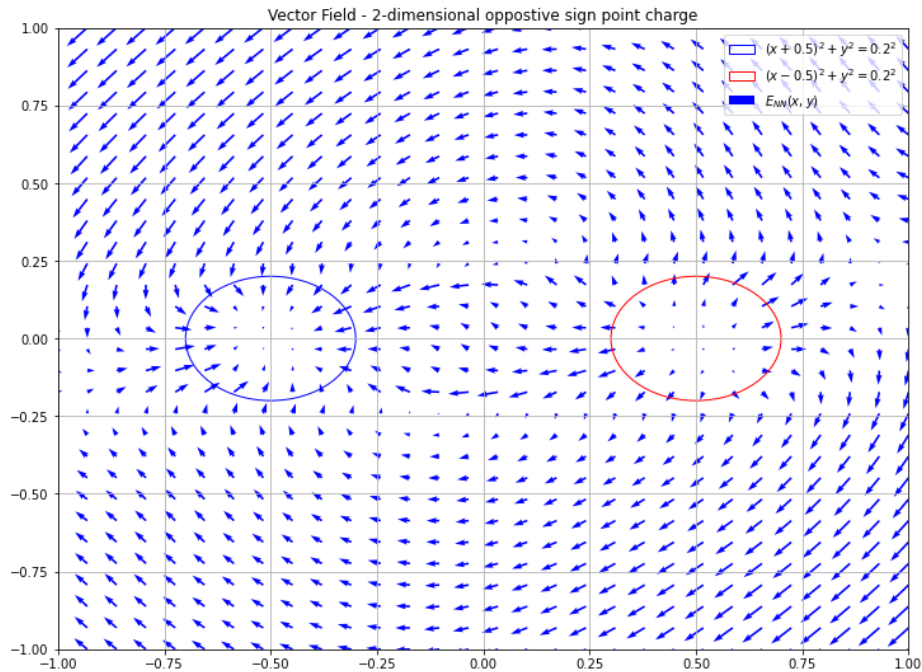 Vector Field - 2-dimensional oppostive sign point charge
1.00
0.75
0.50
0.25
0.00
−0.25
−0.50
−0.75
−1.00
(x + 0.5)² + y² = 0.2²
(x − 0.5)² + y² = 0.2²
E_NN(x, y)
−1.00 −0.75 −0.50 −0.25 0.00 0.25 0.50 0.75 1.00